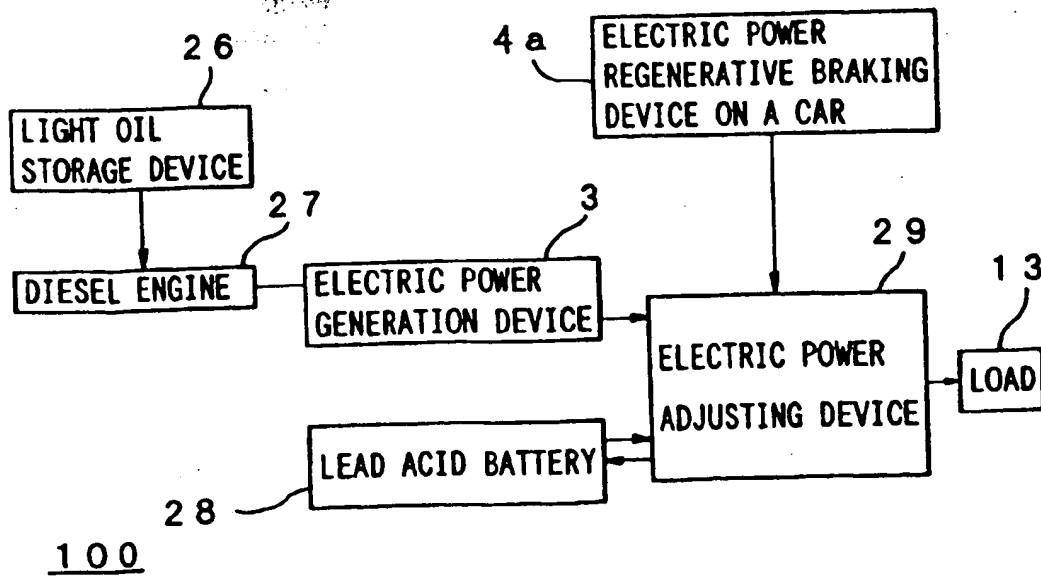 26
LIGHT OIL
STORAGE DEVICE
4a
ELECTRIC POWER
REGENERATIVE BRAKING
DEVICE ON A CAR
27
DIESEL ENGINE
3
ELECTRIC POWER
GENERATION DEVICE
29
ELECTRIC POWER
ADJUSTING DEVICE
13
LOAD
LEAD ACID BATTERY
28
100